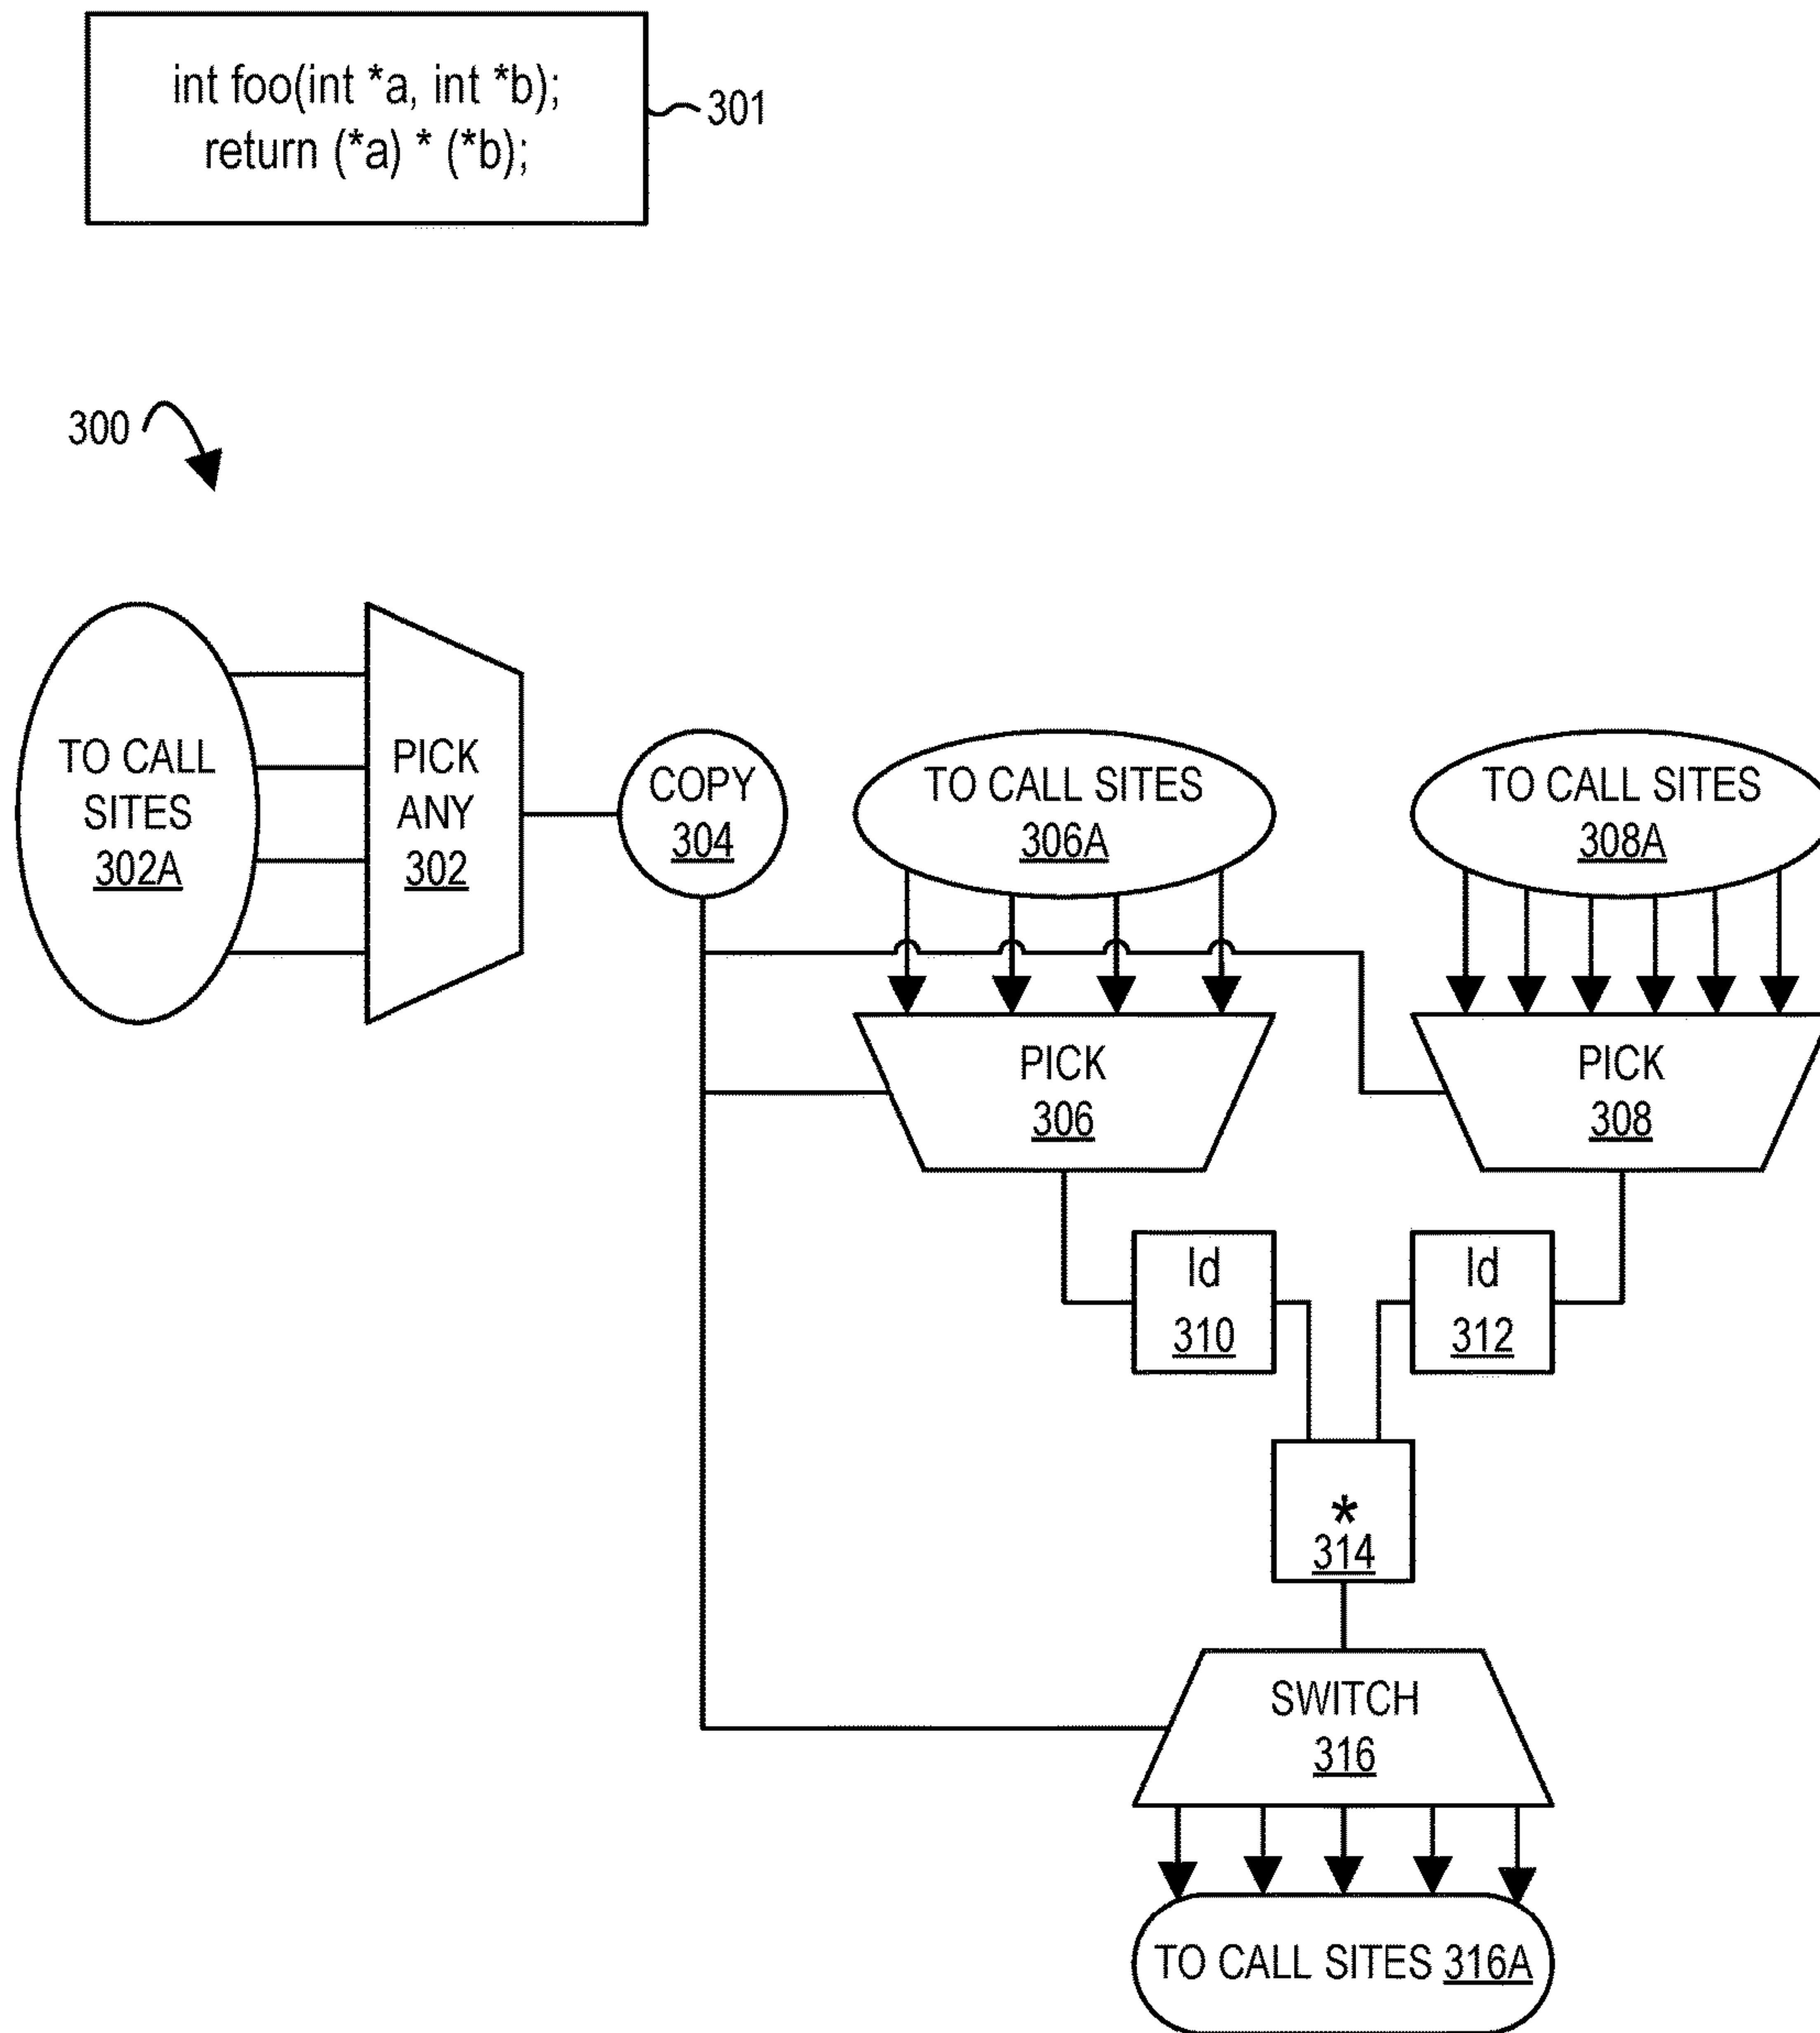 int foo(int *a, int *b);
return (*a) * (*b);
301
300
TO CALL
SITES
302A
PICK
ANY
302
COPY
304
TO CALL SITES
306A
TO CALL SITES
308A
PICK
306
PICK
308
ld
310
ld
312
*
314
SWITCH
316
TO CALL SITES 316A